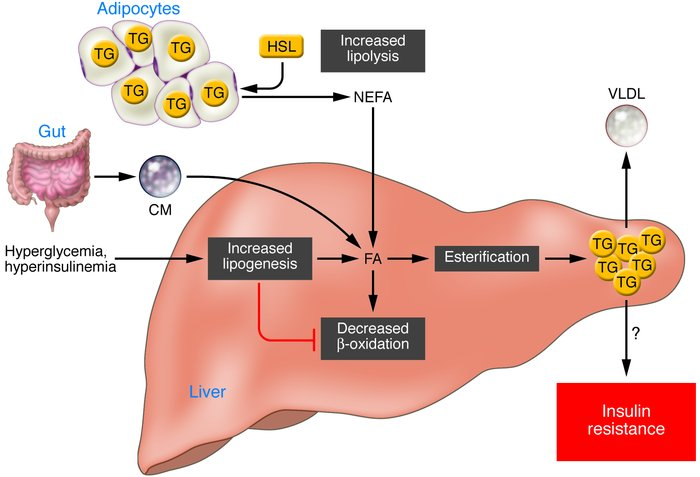 Adipocytes
TG
TG
TG
TG
TG
TG
HSL
Increased
lipolysis
NEFA
VLDL
Gut
CM
Hyperglycemia,
hyperinsulinemia
Increased
lipogenesis
FA
Esterification
TG
TG
TG
TG
TG
TG
Decreased
β-oxidation
?
Liver
Insulin
resistance